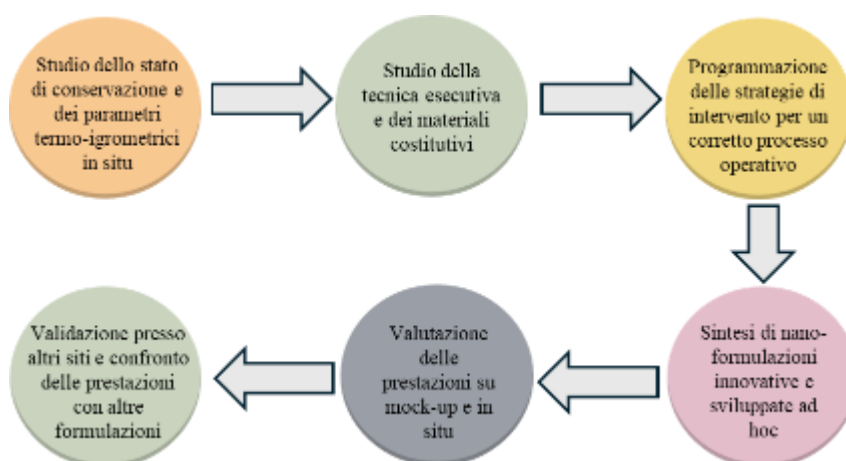 Studio dello stato
di conservazione e
dei parametri
termo-igrometrici
in situ
Studio della
tecnica esecutiva
e dei materiali
costitutivi
Programmazione
delle strategie di
intervento per un
corretto processo
operativo
Sintesi di nano-
formulazioni
innovative e
sviluppate ad
hoc
Valutazione
delle
prestazioni su
mock-up e in
situ
Validazione presso
altri siti e confronto
delle prestazioni
con altre
formulazioni